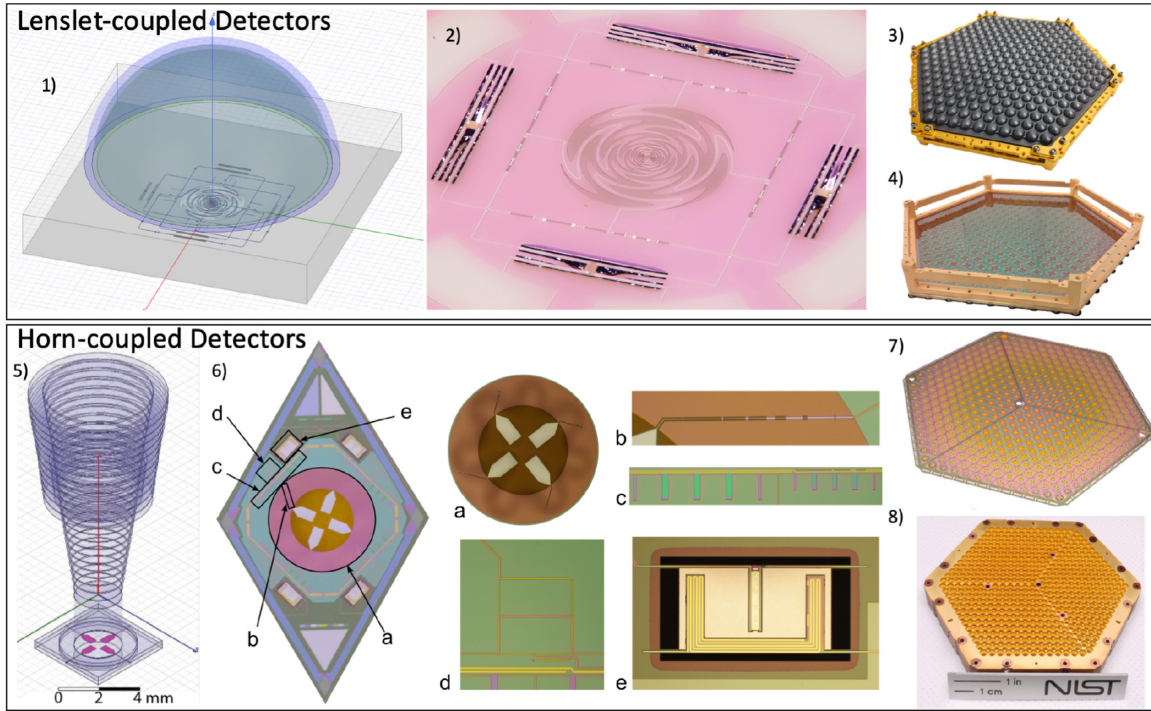 Lenslet-coupled Detectors
1)
2)
3)
4)
Horn-coupled Detectors
5)
6)
7)
8)
d
e
c
b
a
a
b
c
d
e
0 2 4 mm
1 in
1 cm
NIST